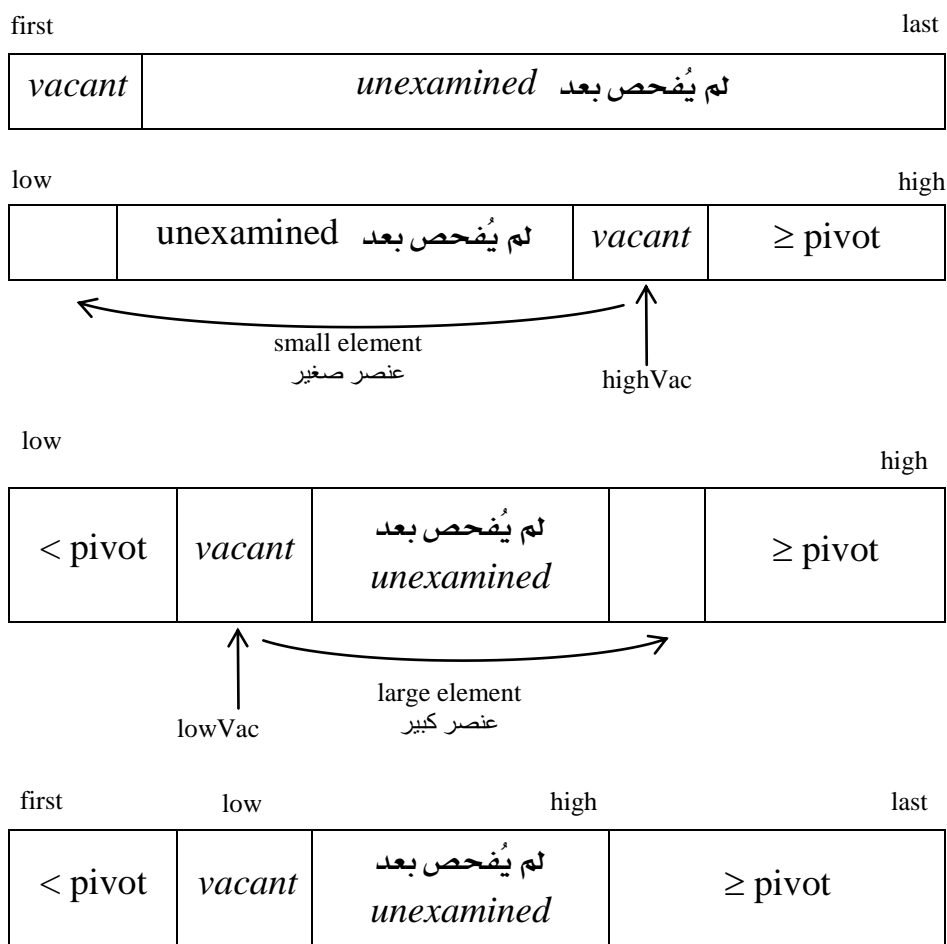 first last
vacant unexamined لم يُفحص بعد
low high
unexamined لم يُفحص بعد vacant ≥ pivot
small element
عنصر صغير
highVac
low
high
< pivot vacant لم يُفحص بعد ≥ pivot
unexamined
large element
عنصر كبير
lowVac
first low high last
< pivot vacant لم يُفحص بعد ≥ pivot
unexamined